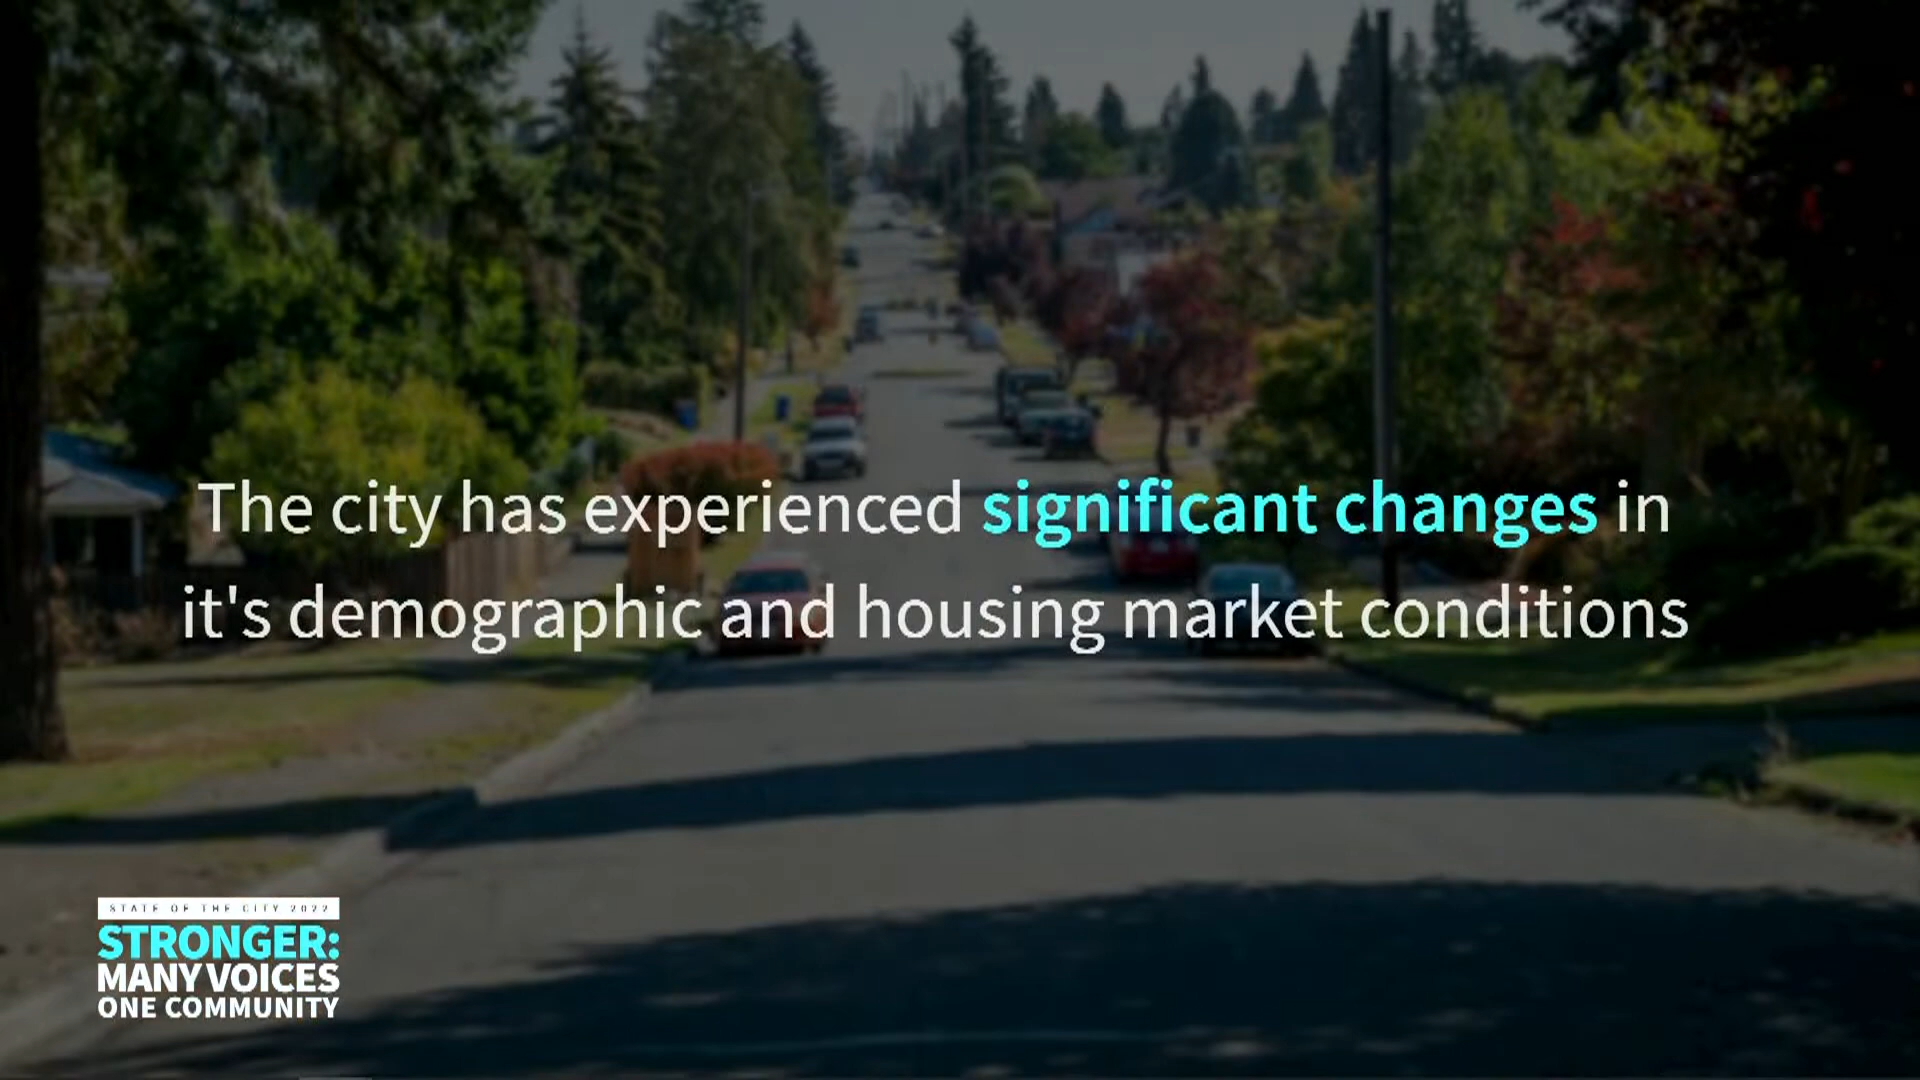 The city has experienced significant changes in
it's demographic and housing market conditions
STATE OF THE CITY 2022
STRONGER:
MANY VOICES
ONE COMMUNITY